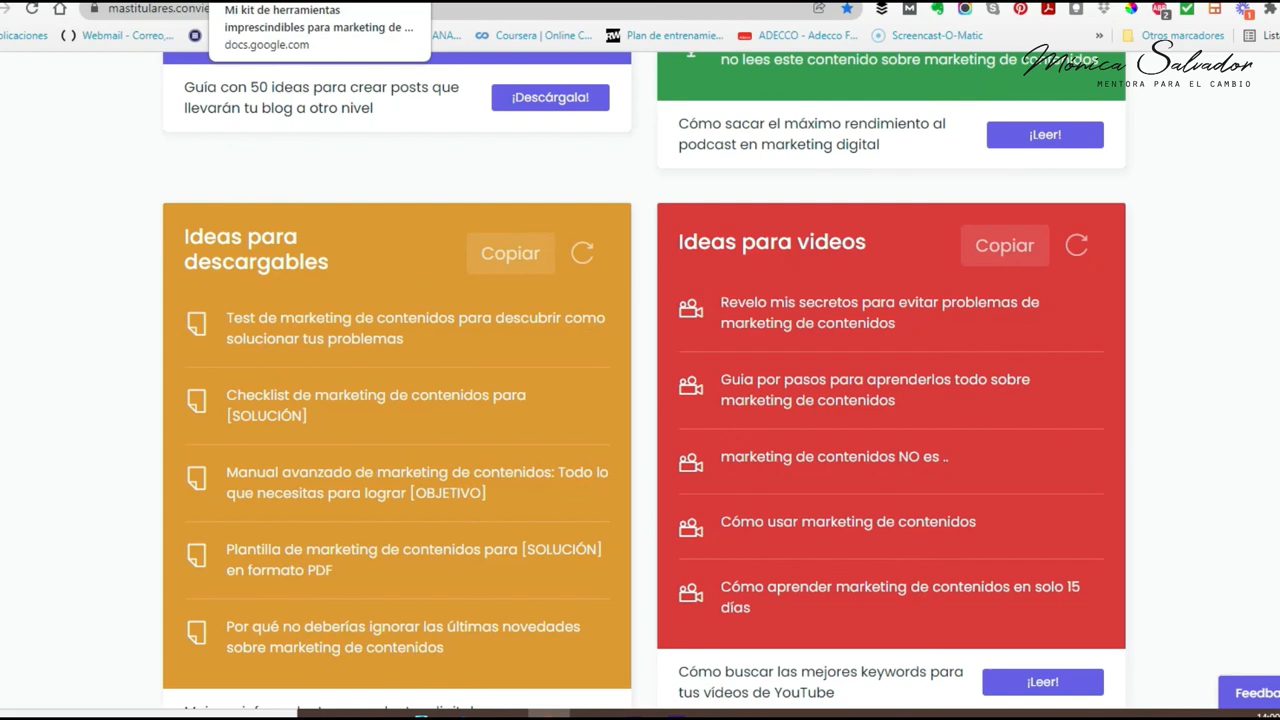 mastitulares.convie
Mi kit de herramientas
imprescindibles para marketing de ...
docs.google.com
plicaciones
Webmail - Correo,...
ANA...
Coursera | Online C...
Plan de entrenamie...
ADECCO - Adecco F...
Screencast-O-Matic
»
Otros marcadores
List
Mónica Salvador
MENTORA PARA EL CAMBIO
no lees este contenido sobre marketing de contenidos
Guía con 50 ideas para crear posts que
llevarán tu blog a otro nivel
¡Descárgala!
Cómo sacar el máximo rendimiento al
podcast en marketing digital
¡Leer!
Ideas para
descargables
Copiar
Test de marketing de contenidos para descubrir como
solucionar tus problemas
Checklist de marketing de contenidos para
[SOLUCIÓN]
Manual avanzado de marketing de contenidos: Todo lo
que necesitas para lograr [OBJETIVO]
Plantilla de marketing de contenidos para [SOLUCIÓN]
en formato PDF
Por qué no deberías ignorar las últimas novedades
sobre marketing de contenidos
Ideas para videos
Copiar
Revelo mis secretos para evitar problemas de
marketing de contenidos
Guia por pasos para aprenderlos todo sobre
marketing de contenidos
marketing de contenidos NO es ..
Cómo usar marketing de contenidos
Cómo aprender marketing de contenidos en solo 15
días
Cómo buscar las mejores keywords para
tus vídeos de YouTube
¡Leer!
Feedba